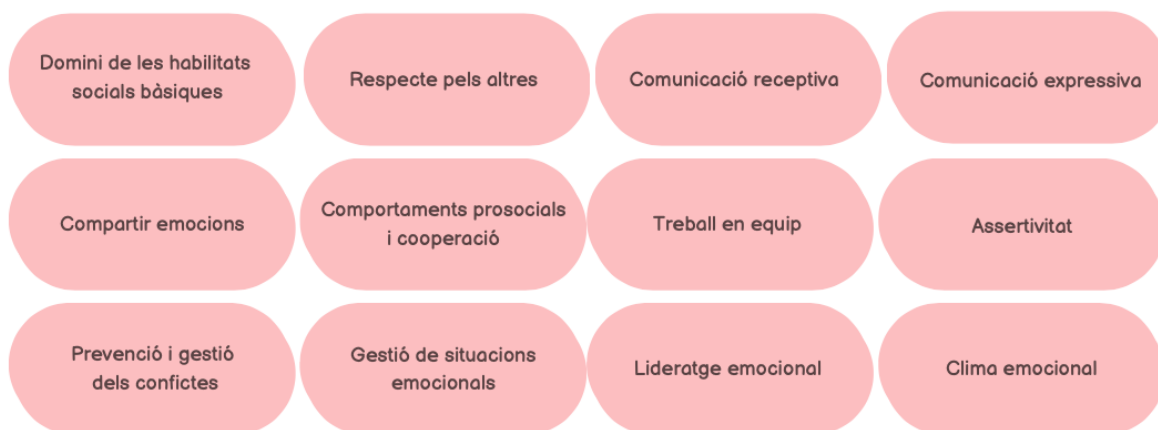 Domini de les habilitats
socials bàsiques
Respecte pels altres
Comunicació receptiva
Comunicació expressiva
Compartir emocions
Comportaments prosocials
i cooperació
Treball en equip
Assertivitat
Prevenció i gestió
dels confictes
Gestió de situacions
emocionals
Lideratge emocional
Clima emocional